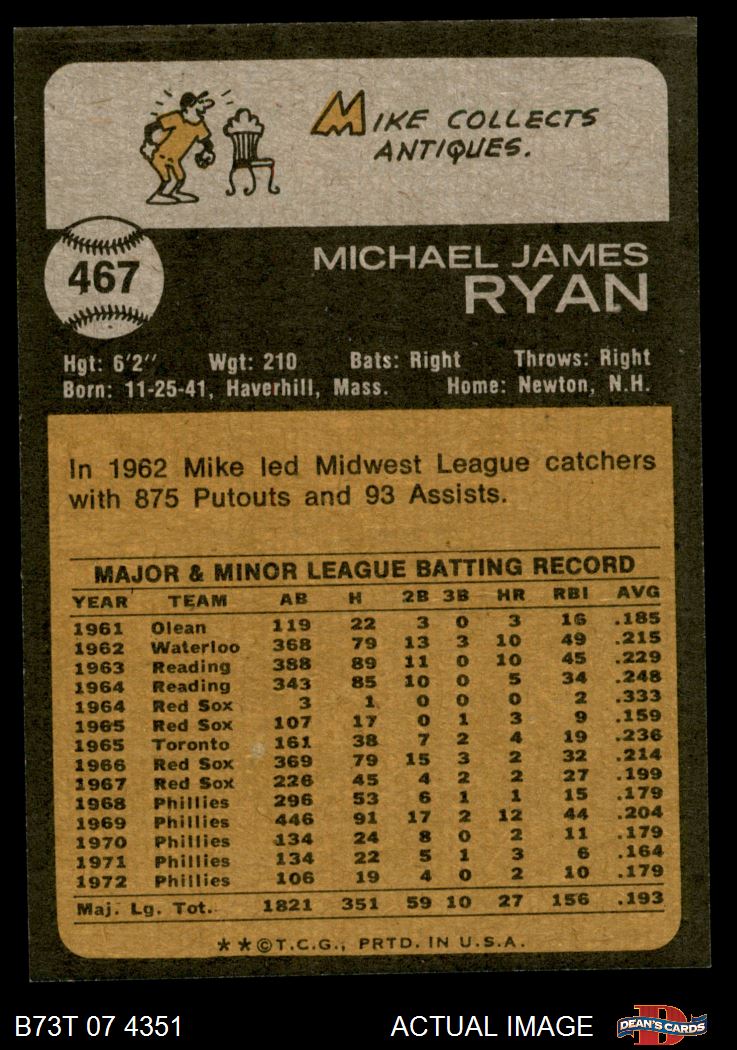 MIKE COLLECTS
ANTIQUES.
467
MICHAEL JAMES
RYAN
Hgt: 6'2" Wgt: 210 Bats: Right Throws: Right
Born: 11-25-41, Haverhill, Mass. Home: Newton, N.H.
In 1962 Mike led Midwest League catchers
with 875 Putouts and 93 Assists.
MAJOR & MINOR LEAGUE BATTING RECORD
YEAR TEAM AB H 2B 3B HR RBI AVG
1961 Olean 119 22 3 0 3 16 .185
1962 Waterloo 368 79 13 3 10 49 .215
1963 Reading 388 89 11 0 10 45 .229
1964 Reading 343 85 10 0 5 34 .248
1964 Red Sox 3 1 0 0 0 2 .333
1965 Red Sox 107 17 0 1 3 9 .159
1965 Toronto 161 38 7 2 4 19 .236
1966 Red Sox 369 79 15 3 2 32 .214
1967 Red Sox 226 45 4 2 2 27 .199
1968 Phillies 296 53 6 1 1 15 .179
1969 Phillies 446 91 17 2 12 44 .204
1970 Phillies 134 24 8 0 2 11 .179
1971 Phillies 134 22 5 1 3 6 .164
1972 Phillies 106 19 4 0 2 10 .179
Maj. Lg. Tot. 1821 351 59 10 27 156 .193
★★©T.C.G., PRTD. IN U.S.A.
B73T 07 4351 ACTUAL IMAGE D DEAN'S CARDS